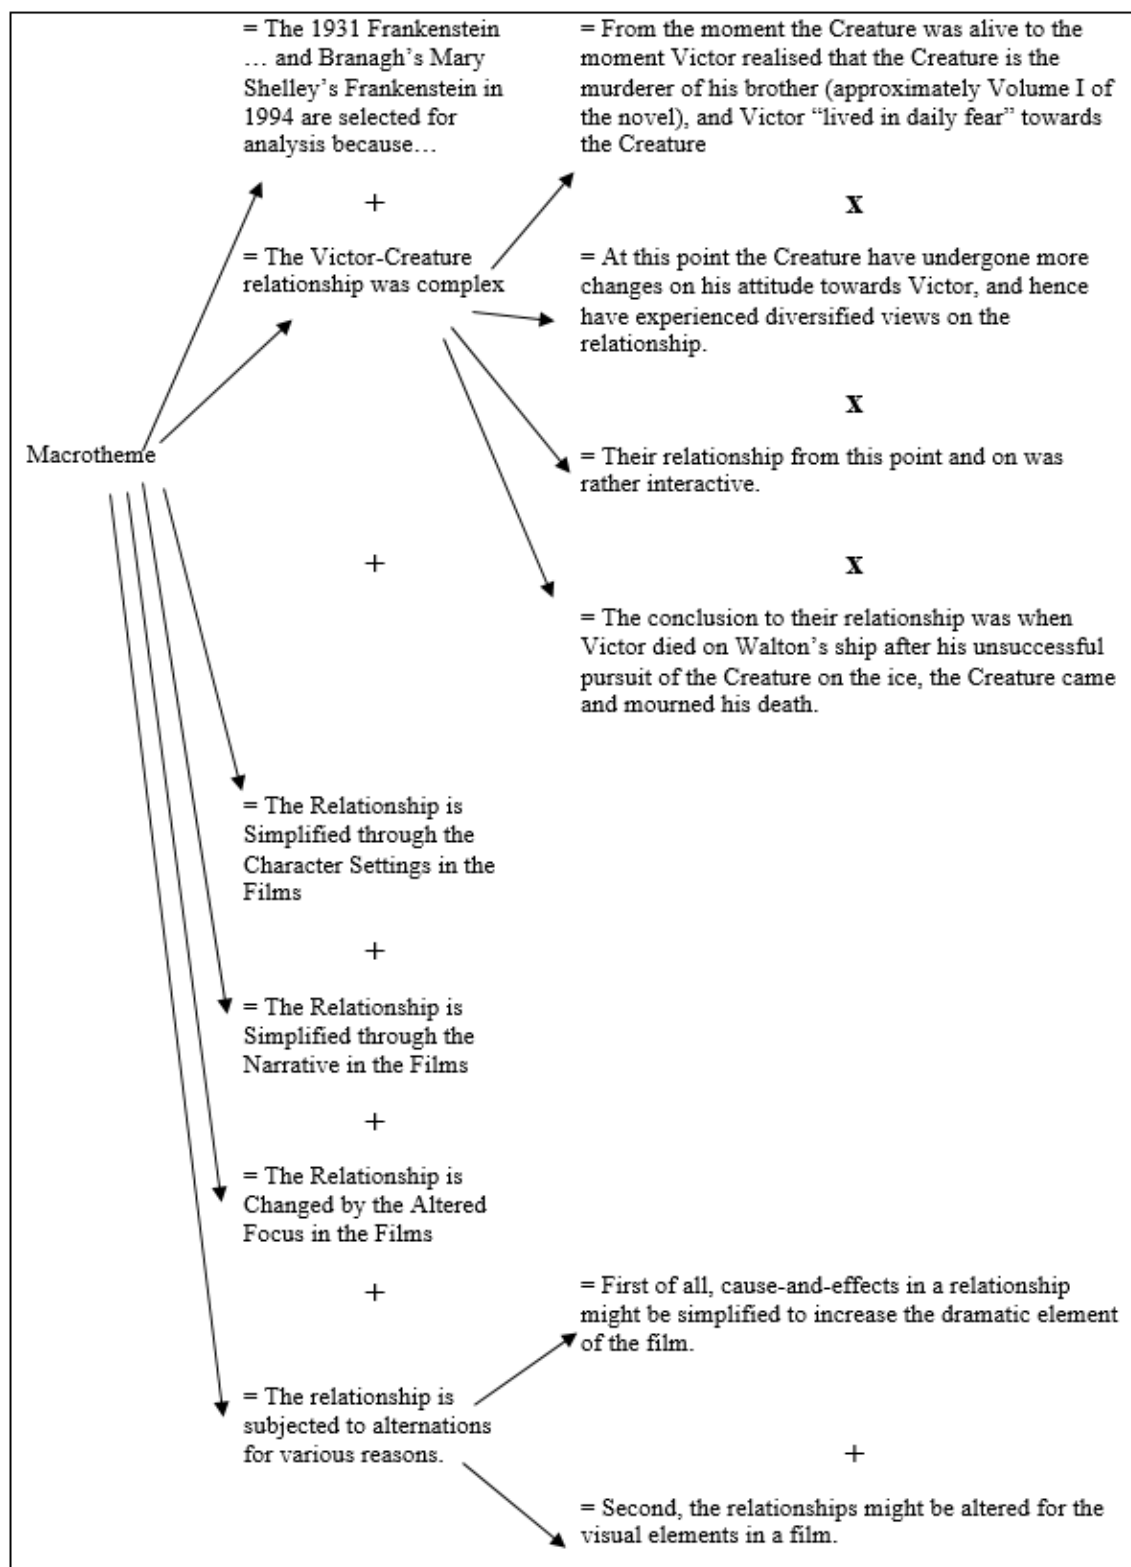 = The 1931 Frankenstein
… and Branagh’s Mary
Shelley’s Frankenstein in
1994 are selected for
analysis because…
= From the moment the Creature was alive to the
moment Victor realised that the Creature is the
murderer of his brother (approximately Volume I of
the novel), and Victor “lived in daily fear” towards
the Creature
+
x
= The Victor-Creature
relationship was complex
= At this point the Creature have undergone more
changes on his attitude towards Victor, and hence
have experienced diversified views on the
relationship.
x
Macrotheme
= Their relationship from this point and on was
rather interactive.
+
x
= The conclusion to their relationship was when
Victor died on Walton’s ship after his unsuccessful
pursuit of the Creature on the ice, the Creature came
and mourned his death.
= The Relationship is
Simplified through the
Character Settings in the
Films
+
= The Relationship is
Simplified through the
Narrative in the Films
+
= The Relationship is
Changed by the Altered
Focus in the Films
+
= First of all, cause-and-effects in a relationship
might be simplified to increase the dramatic element
of the film.
= The relationship is
subjected to alternations
for various reasons.
+
= Second, the relationships might be altered for the
visual elements in a film.